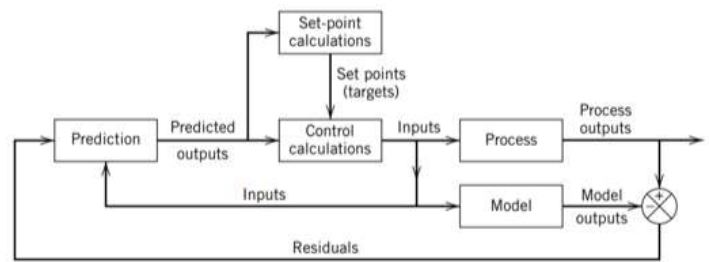 Set-point
calculations
Set points
(targets)
Prediction
Predicted
outputs
Control
calculations
Inputs
Process
Process
outputs
Inputs
Model
Model
outputs
+
−
Residuals